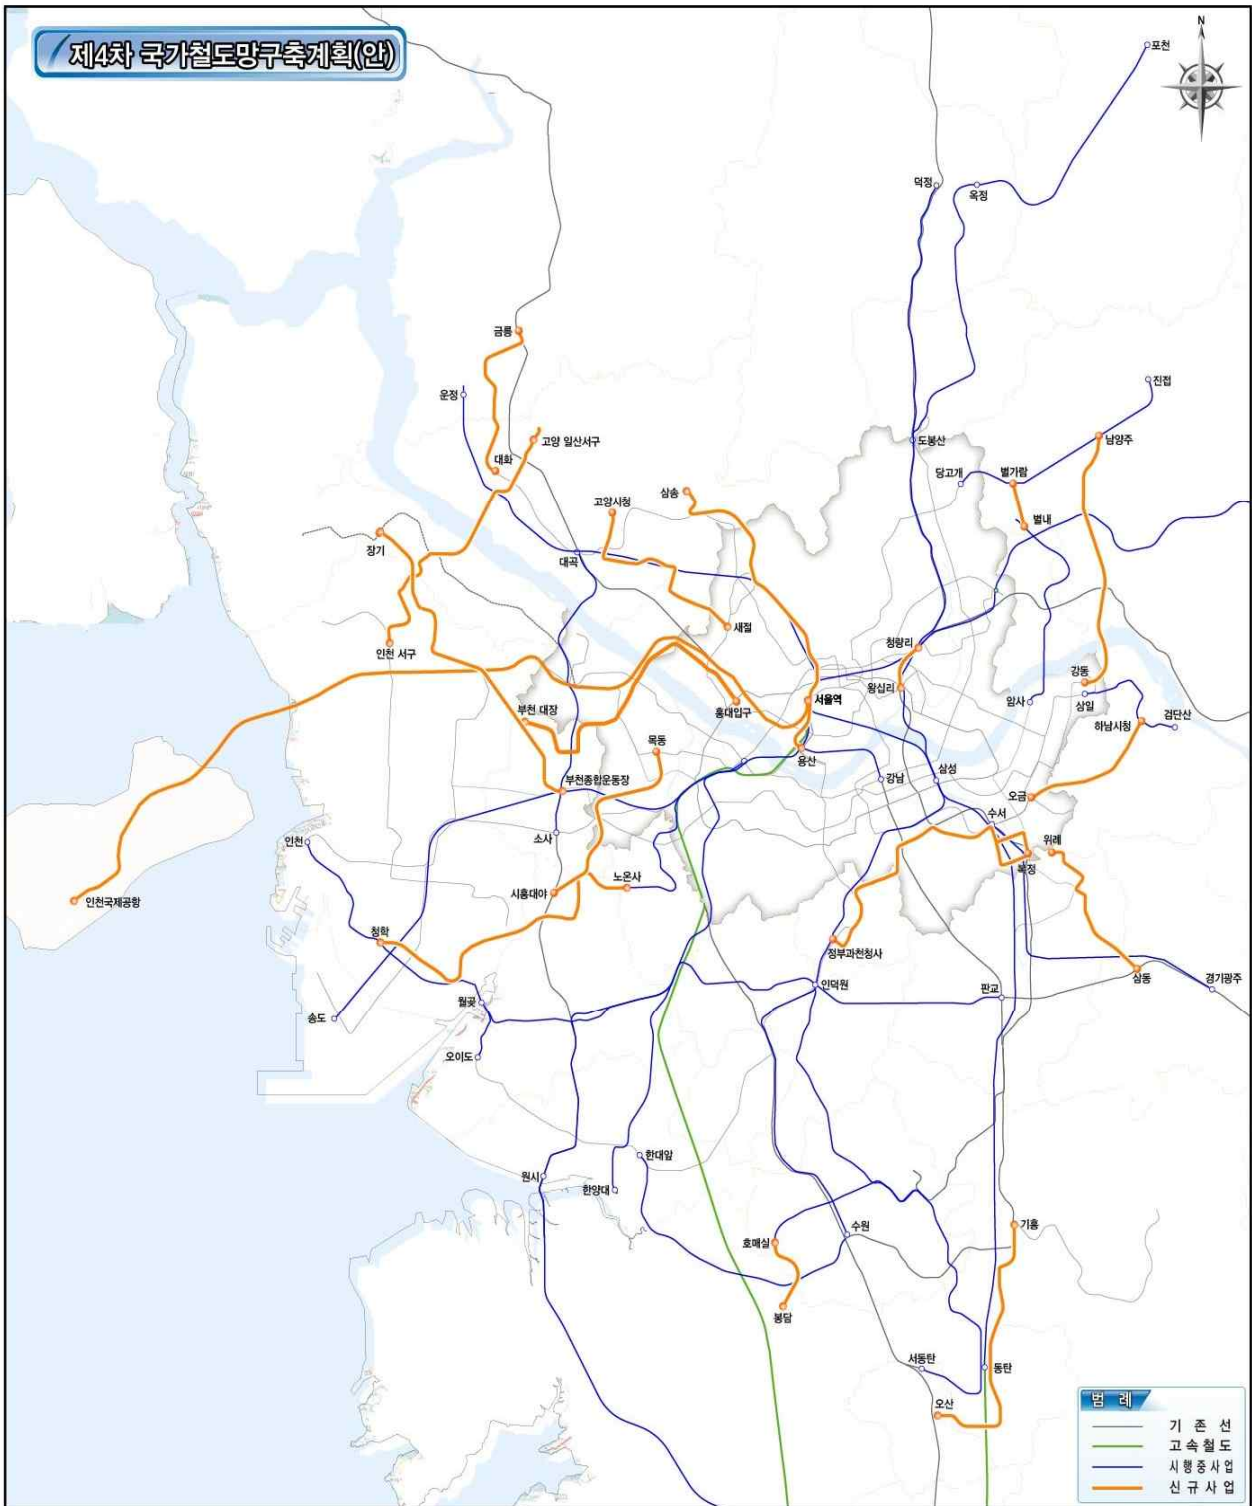 제4차 국가철도망구축계획(안)
N
포천
덕정
옥정
금릉
운정
진접
고양 일산서구
도봉산
남양주
대화
당고개
별가람
고양시청
삼송
별내
장기
대곡
새절
인천 서구
청량리
강동
왕십리
서울역
암사
상일
부천 대장
홍대입구
하남시청
검단산
목동
용산
부천종합운동장
강남
삼성
오금
수서
인천
소사
위례
북정
시흥대야
노온사
인천국제공항
청학
정부과천청사
삼동
인덕원
판교
경기광주
월곶
송도
오이도
한대앞
원시
한양대
기흥
호매실
수원
봉담
서동탄
동탄
오산
범 례
기 존 선
고속철도
시행중사업
신규사업